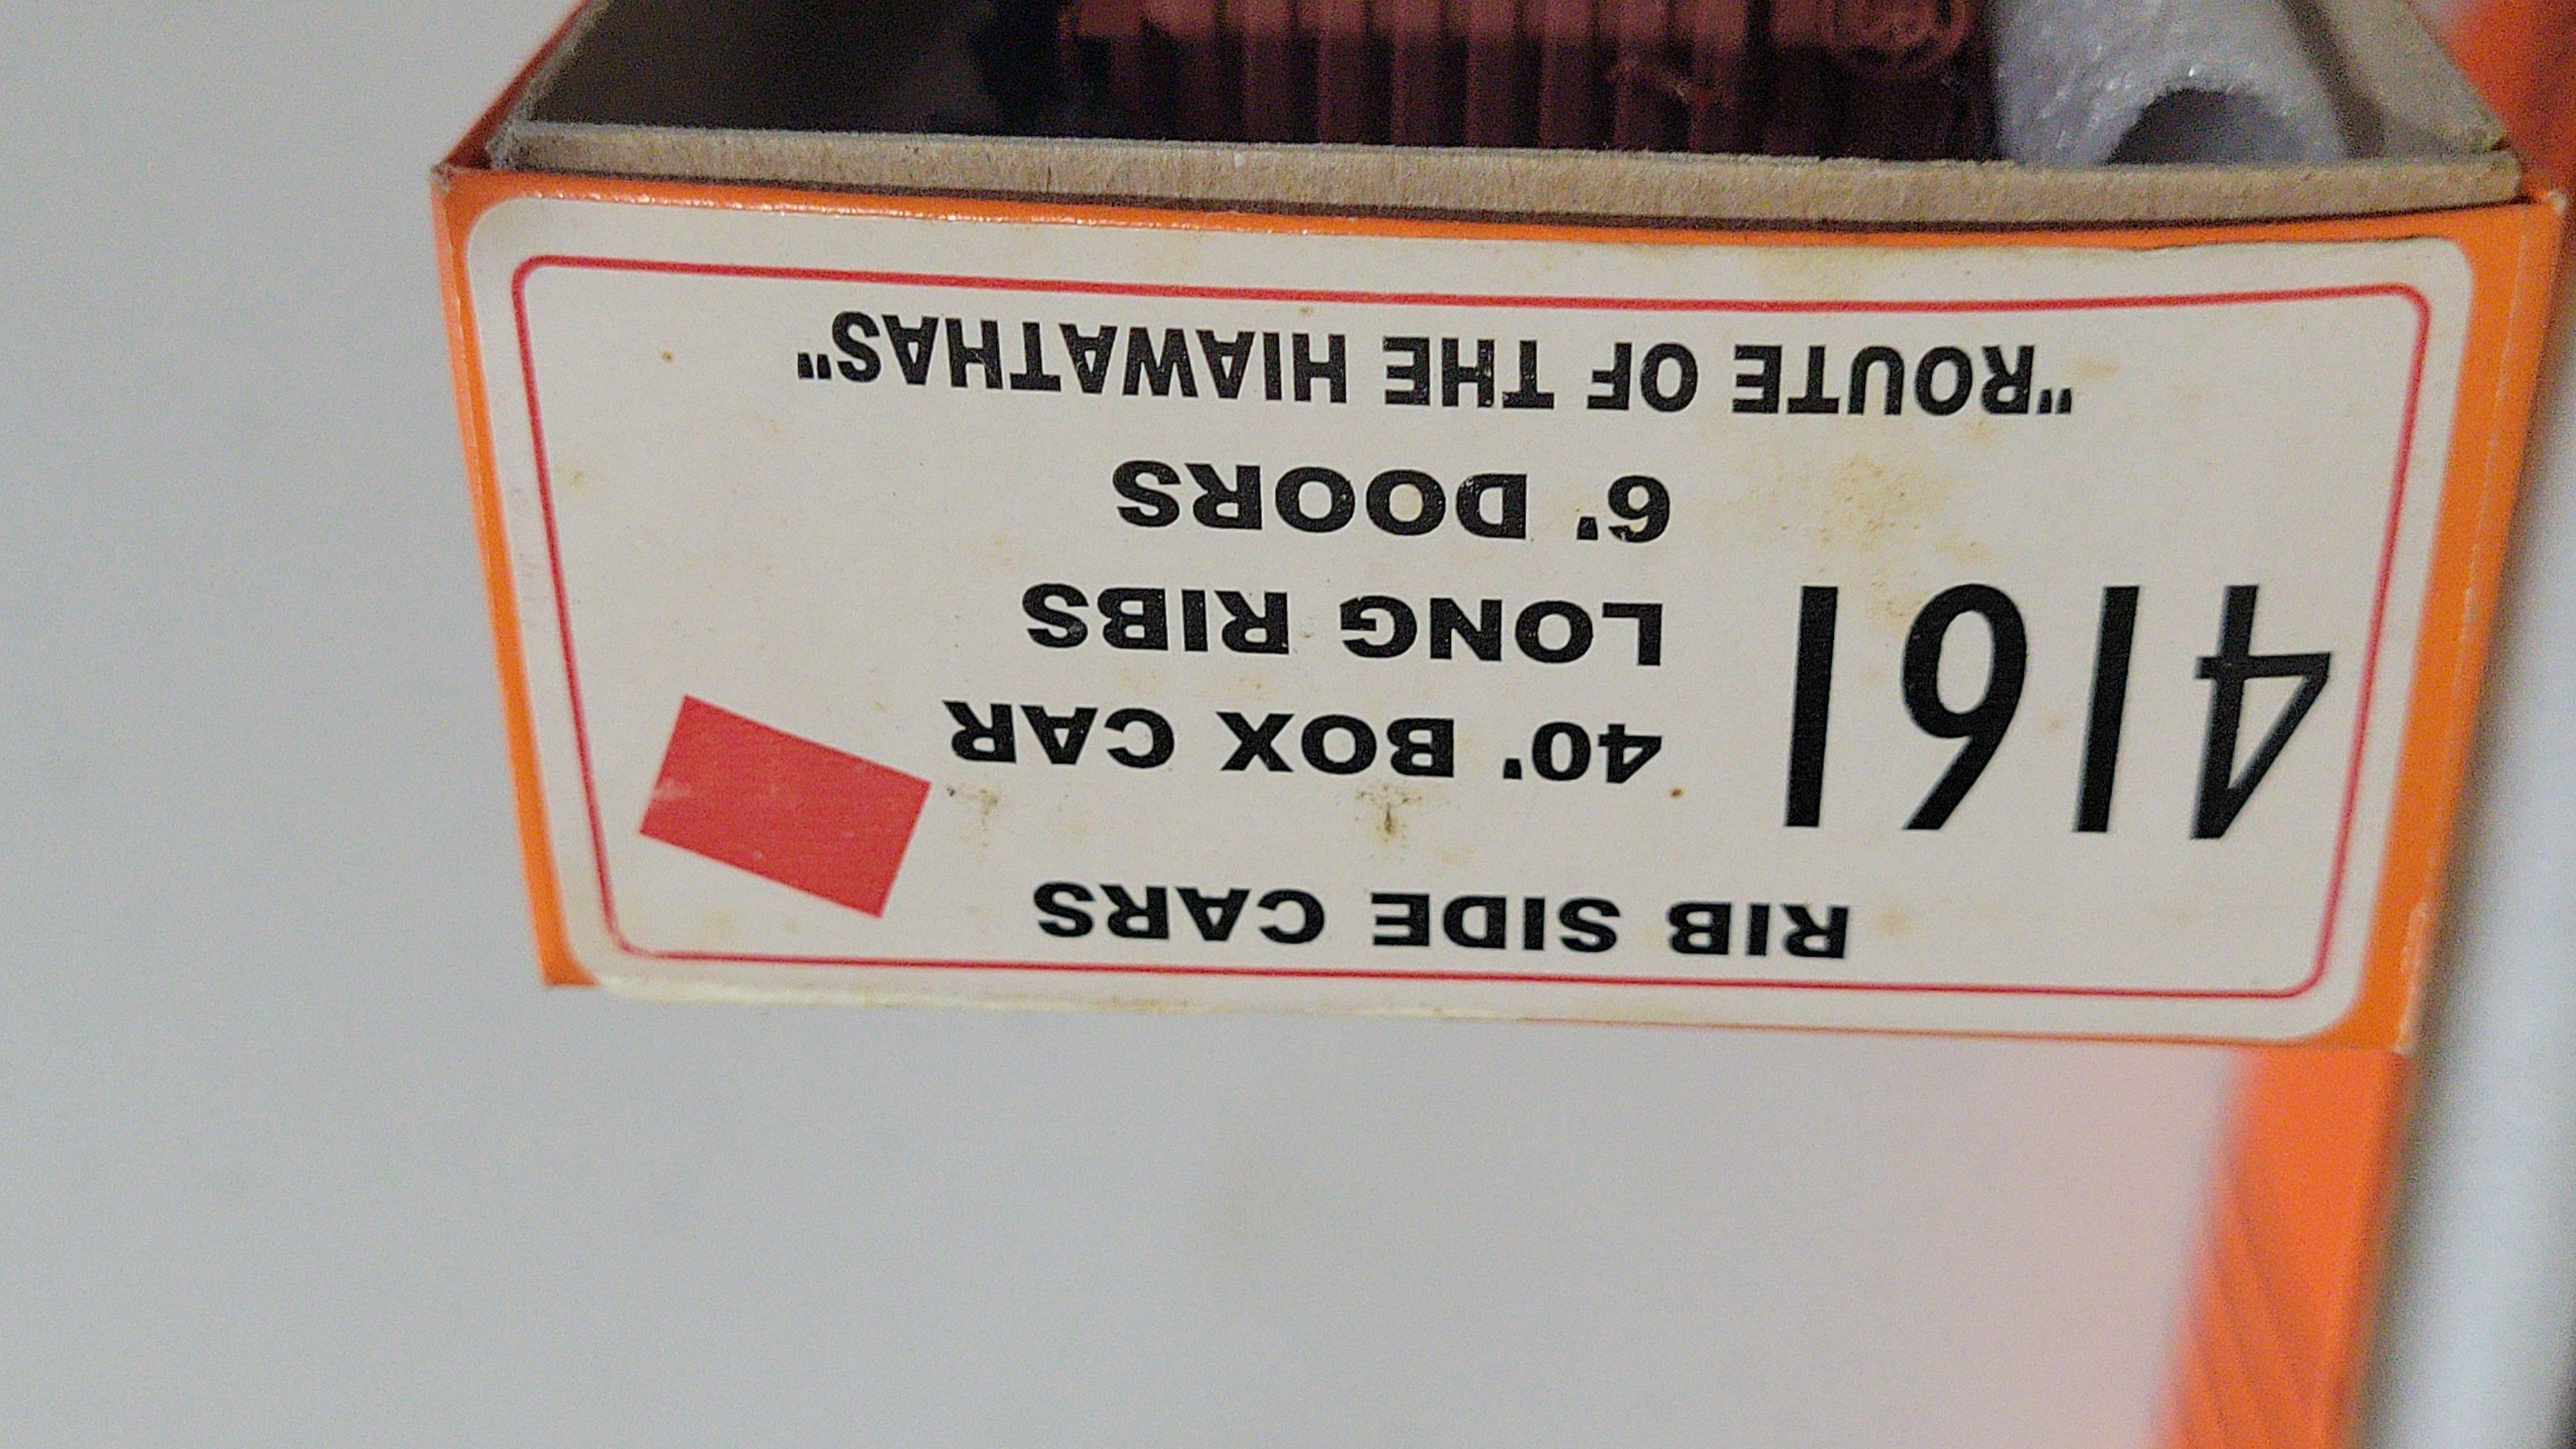 RIB SIDE CARS
4161
40' BOX CAR
LONG RIBS
6' DOORS
"ROUTE OF THE HIAWATHAS"